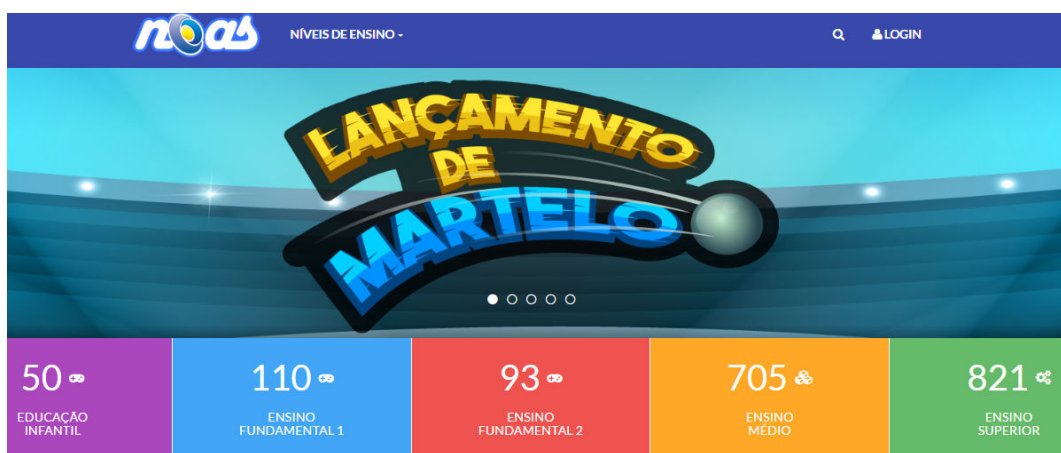 noas
NÍVEIS DE ENSINO
LOGIN
LANÇAMENTO
DE
MARTELO
50
EDUCAÇÃO
INFANTIL
110
ENSINO
FUNDAMENTAL 1
93
ENSINO
FUNDAMENTAL 2
705
ENSINO
MÉDIO
821
ENSINO
SUPERIOR